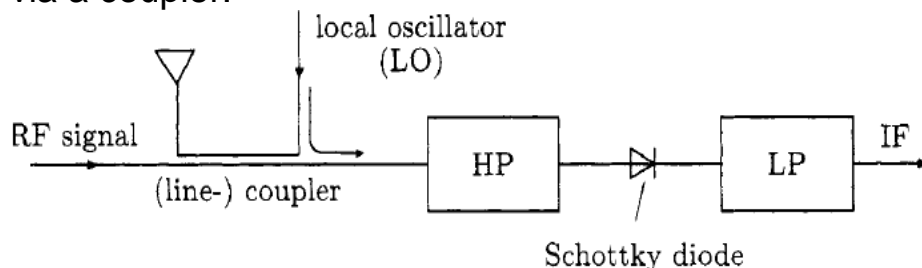 via a coupler.
local oscillator
(LO)
RF signal
HP
LP
IF
(line-) coupler
Schottky diode